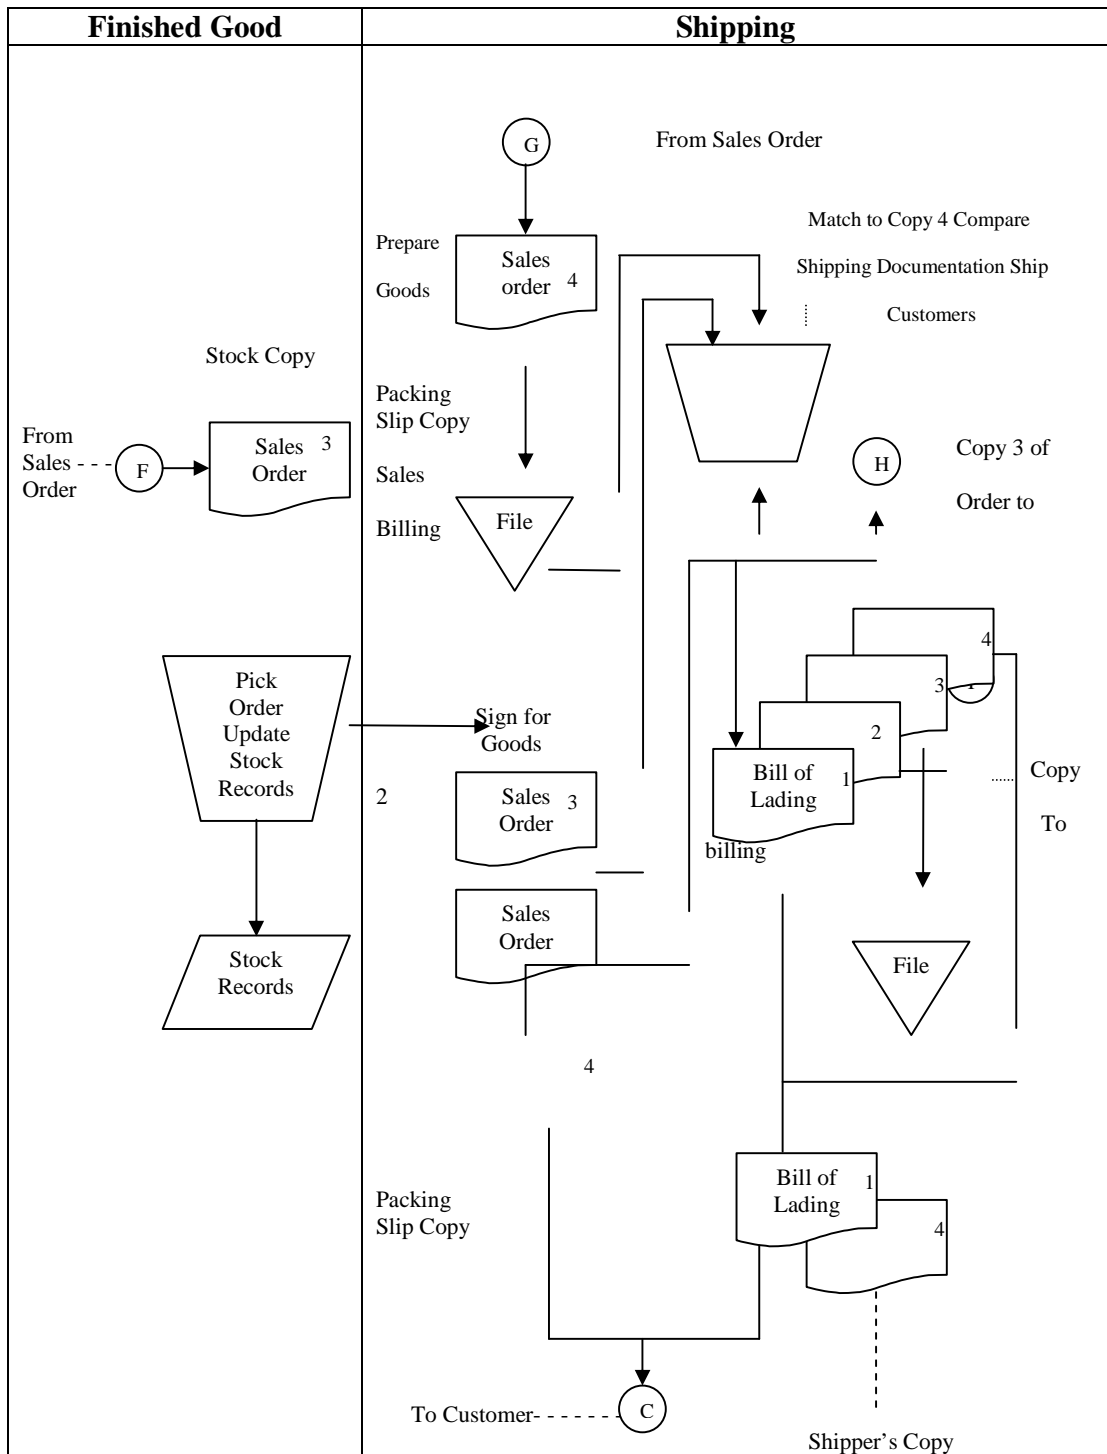 Finished Good
Shipping
G
From Sales Order
Match to Copy 4 Compare
Shipping Documentation Ship
Customers
Prepare
Goods
Sales
order 4
Stock Copy
From
Sales - - -
Order
F
Sales 3
Order
Packing
Slip Copy
Sales
Billing
File
H
Copy 3 of
Order to
Pick
Order
Update
Stock
Records
Sign for
Goods
4
3
2
Bill of
Lading 1
billing
Copy
To
2
Sales
Order 3
Sales
Order
Stock
Records
File
4
Packing
Slip Copy
Bill of
Lading 1
4
To Customer- - - - - - -
C
Shipper's Copy